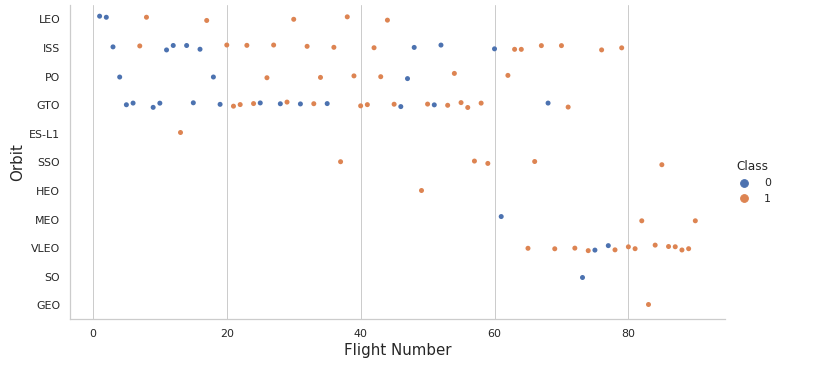 LEO
ISS
PO
GTO
ES-L1
SSO
HEO
MEO
VLEO
SO
GEO
Orbit
0 20 40 60 80
Flight Number
Class
0
1